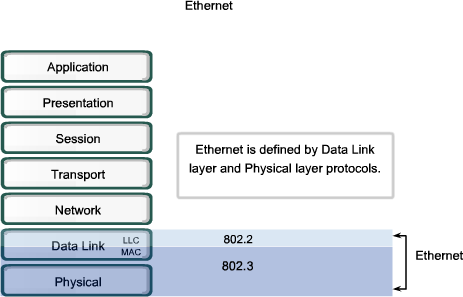 Ethernet
Application
Presentation
Session
Ethernet is defined by Data Link
layer and Physical layer protocols.
Transport
Network
Data Link
LLC
MAC
802.2
802.3
Ethernet
Physical